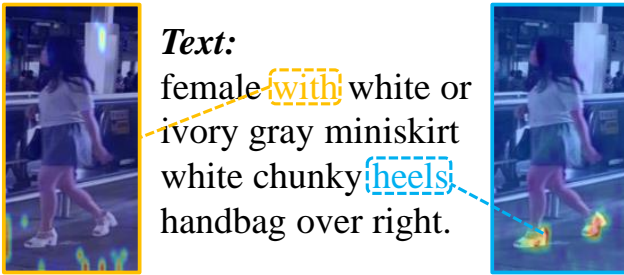 Text:
female with white or
ivory gray miniskirt
white chunky heels
handbag over right.